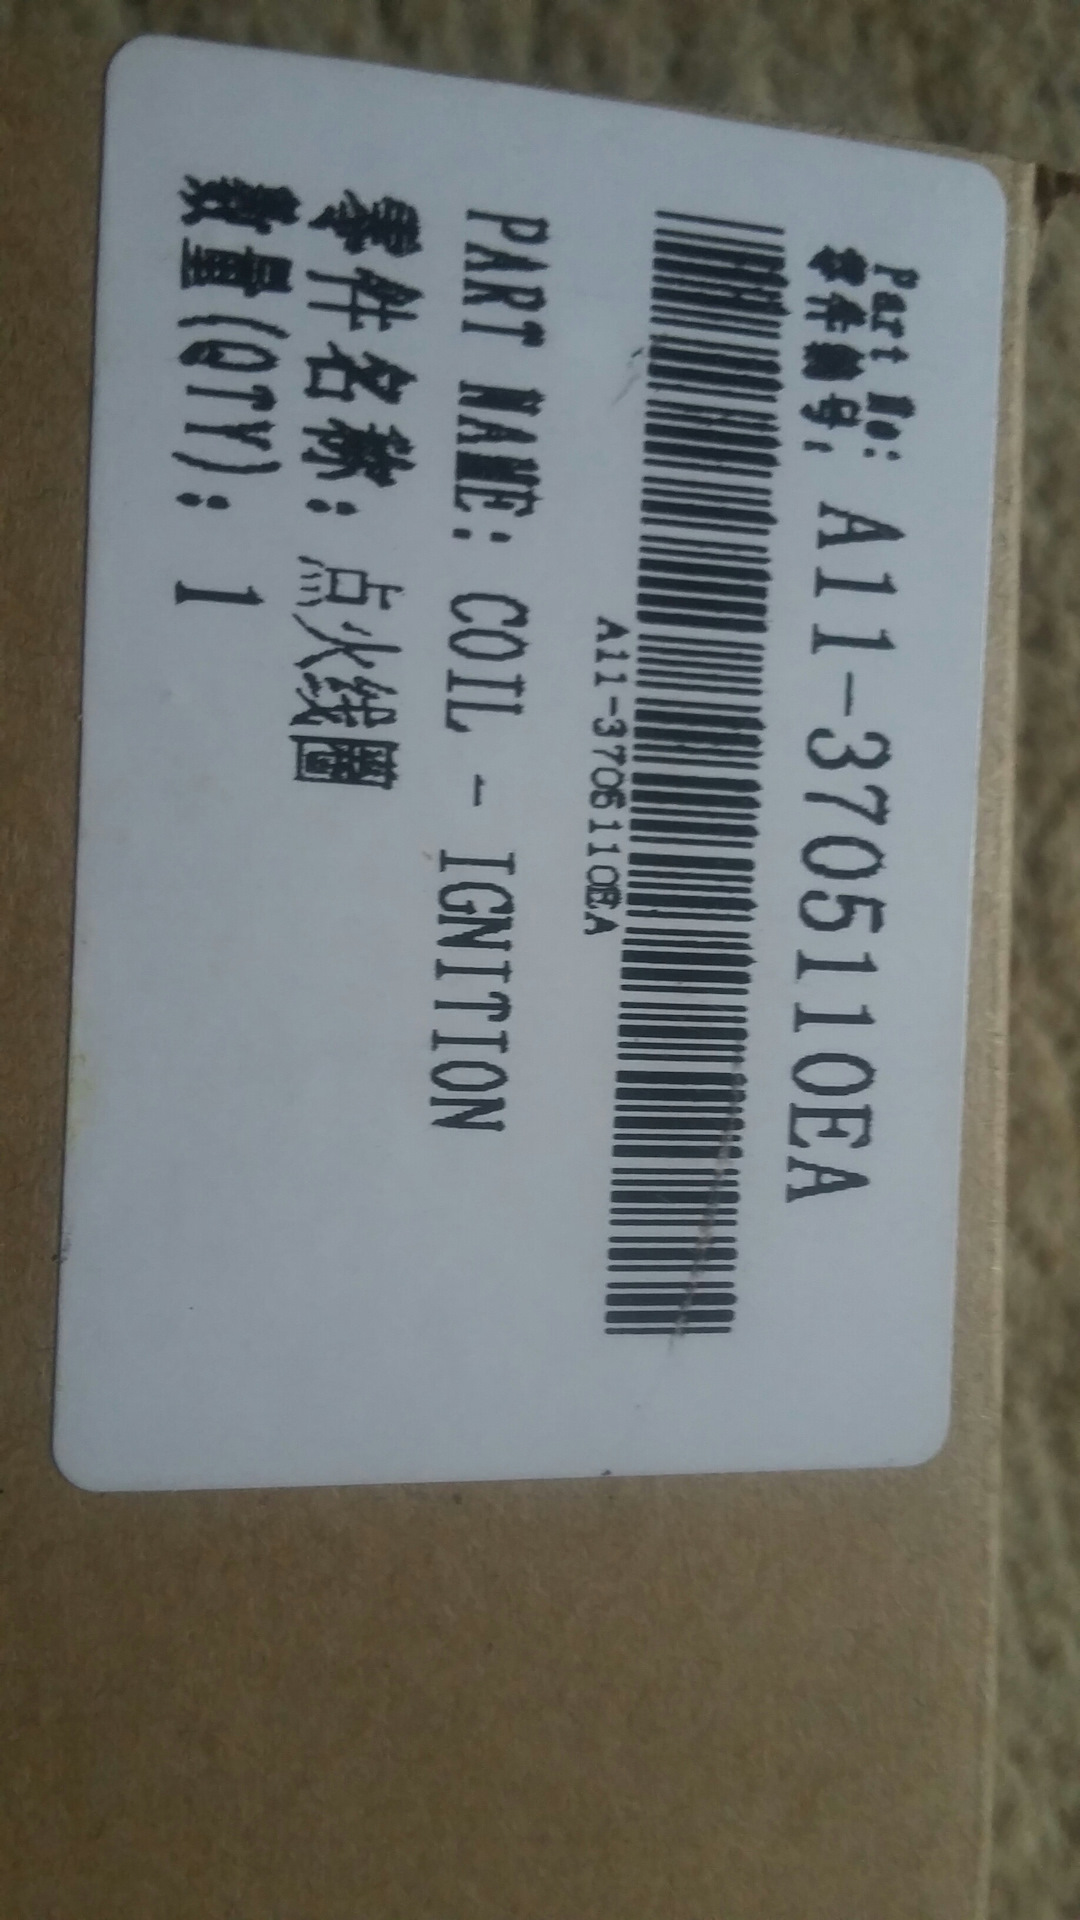 Part No:
零件编号: A11-3705110EA
A11-3706110EA
PART NAME: COIL - IGNITION
零件名称: 点火线圈
数量(QTY): 1